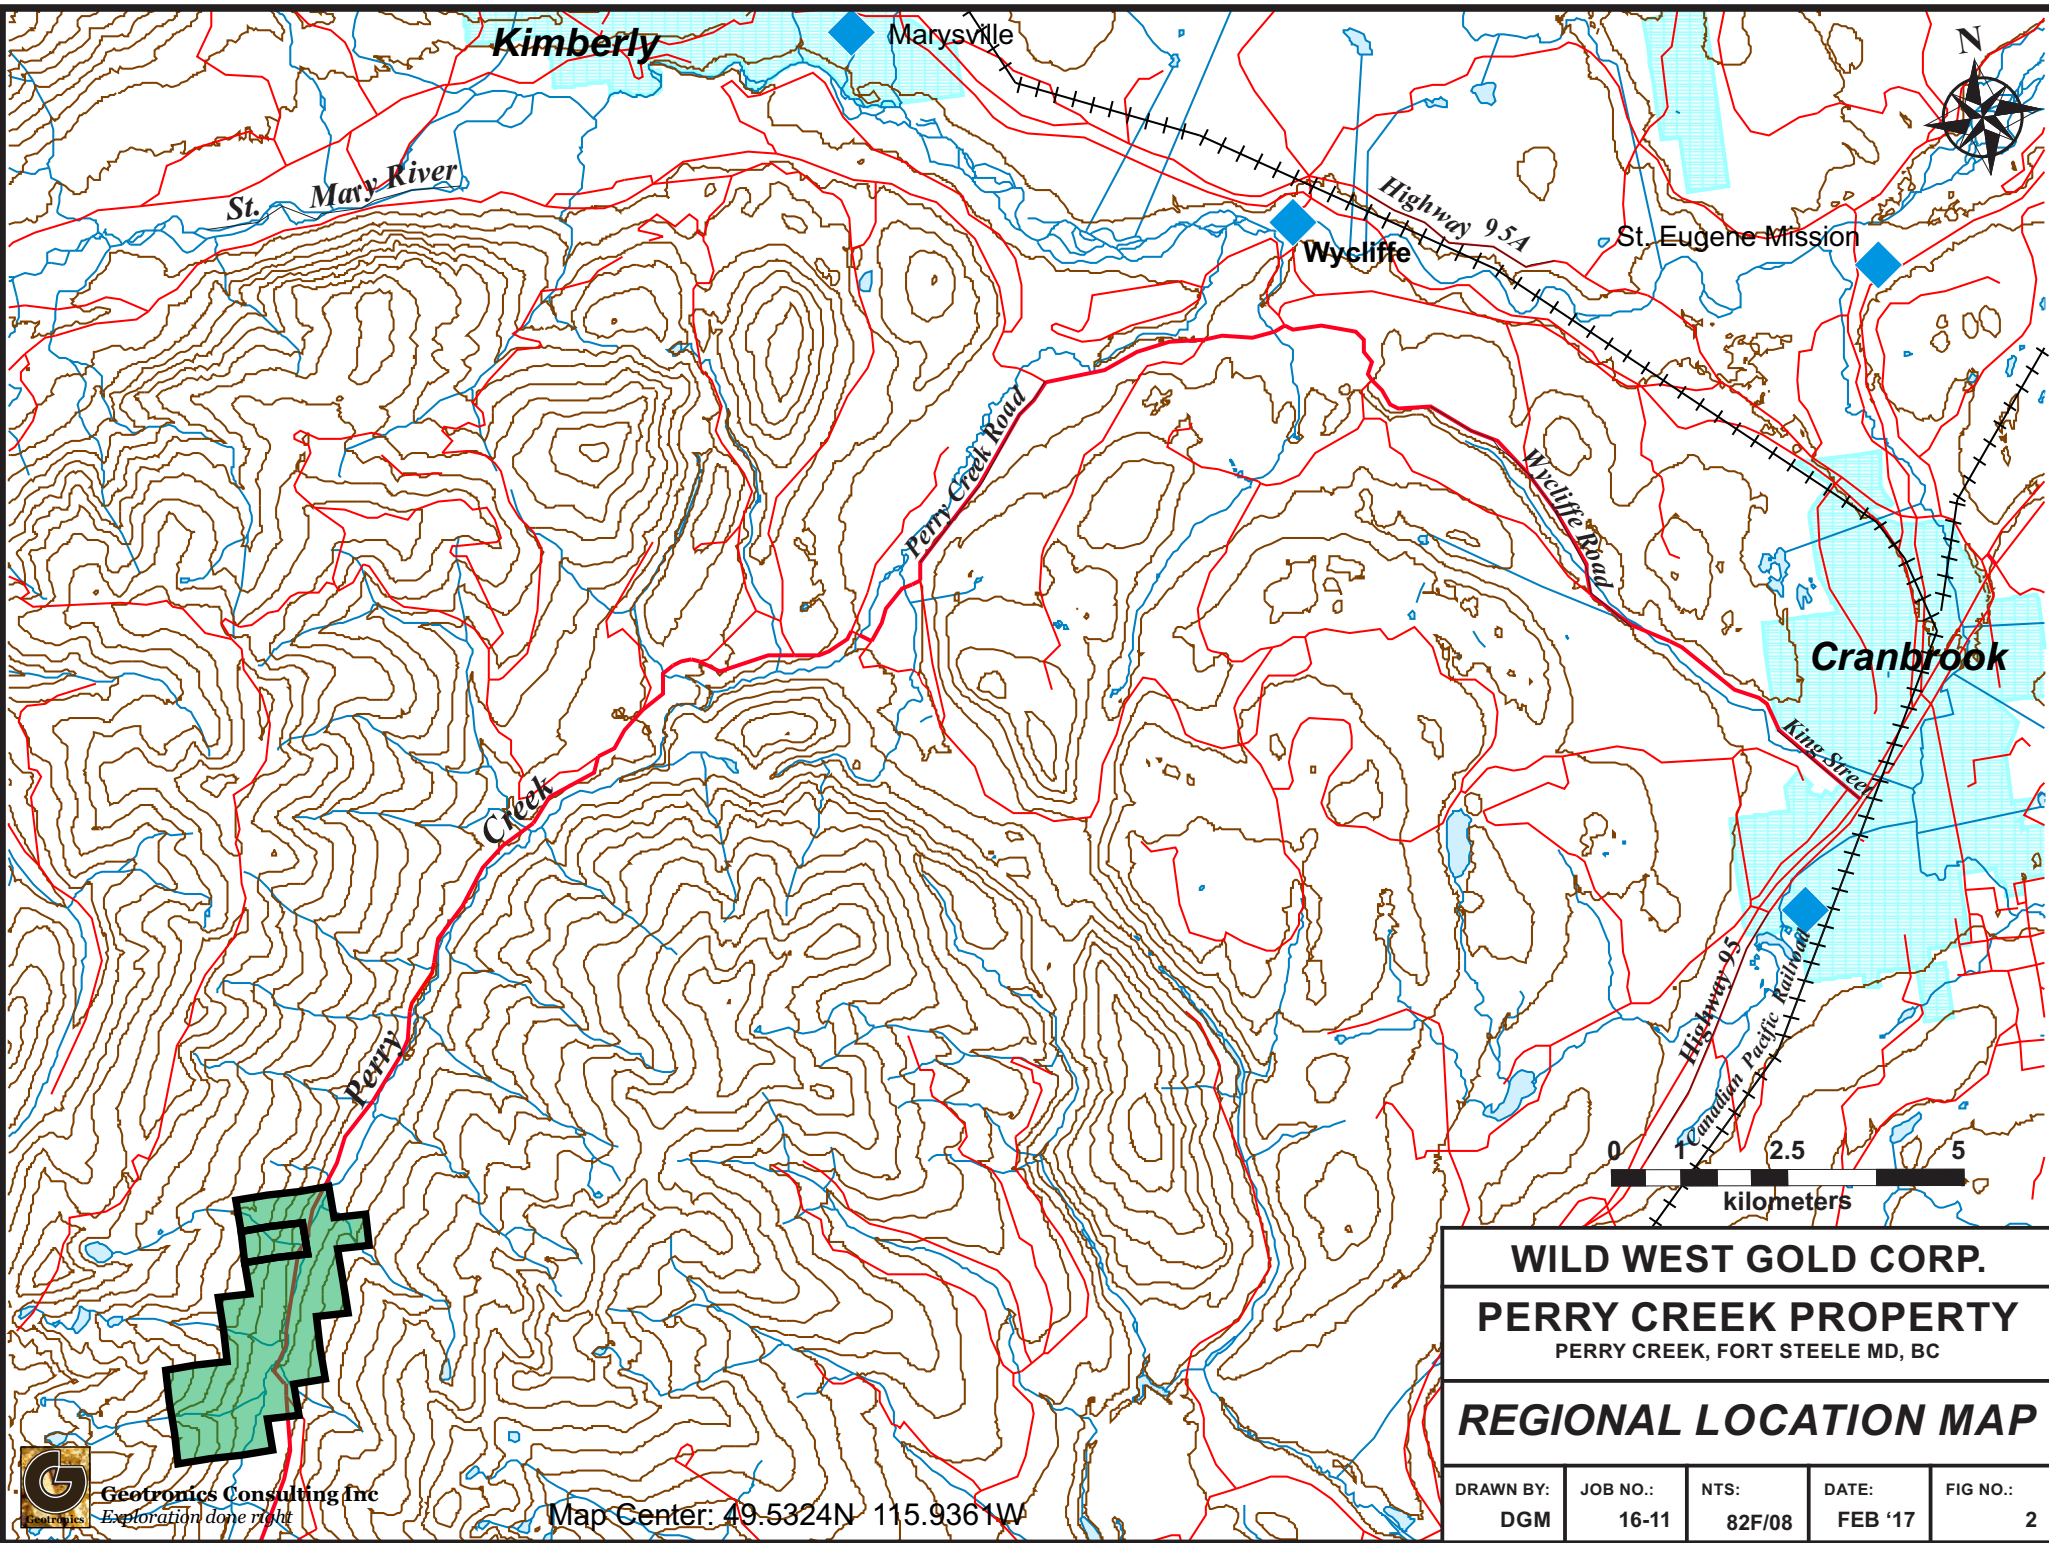 Kimberly
Marysville
N
St. Mary River
Highway 95A
Wycliffe
St. Eugene Mission
Perry Creek Road
Wycliffe Road
Cranbrook
King Street
Creek
Perry
Highway 95
Canadian Pacific Railroad
0 1 2.5 5
kilometers
WILD WEST GOLD CORP.
PERRY CREEK PROPERTY
PERRY CREEK, FORT STEELE MD, BC
REGIONAL LOCATION MAP
DRAWN BY: JOB NO.: NTS: DATE: FIG NO.:
DGM 16-11 82F/08 FEB ‘17 2
Geotronics
Geotronics Consulting Inc
Exploration done right
Map Center: 49.5324N 115.9361W